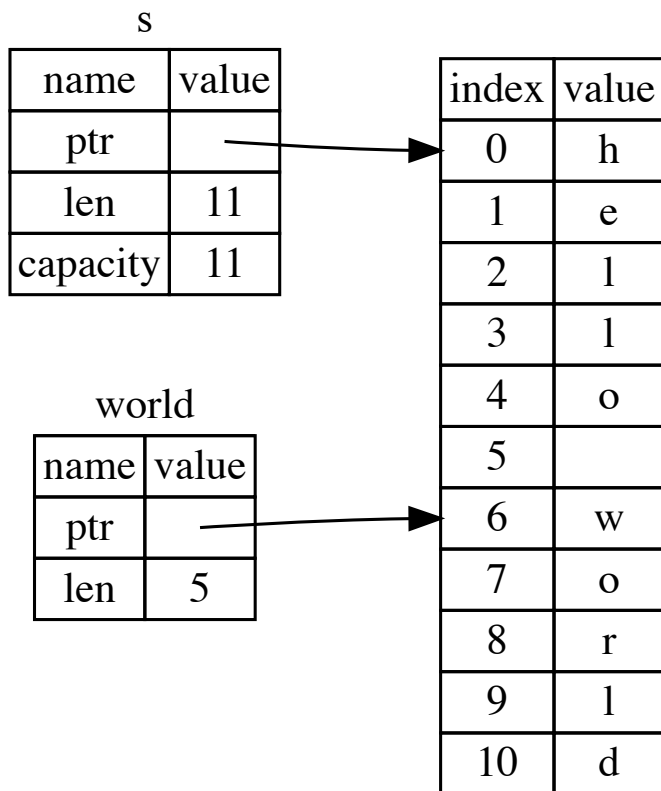 s
name value
ptr
len 11
capacity 11
world
name value
ptr
len 5
index value
0 h
1 e
2 l
3 l
4 o
5
6 w
7 o
8 r
9 l
10 d